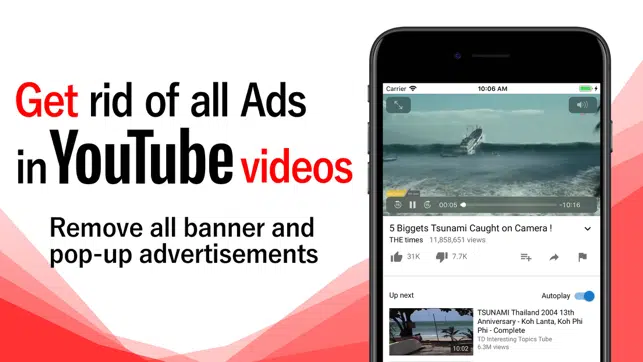 Get rid of all Ads
in YouTube videos
Remove all banner and
pop-up advertisements
Carrier
10:06 AM
00:05
-10:16
5 Biggets Tsunami Caught on Camera !
THE times 11,858,651 views
31K
7.7K
Up next
Autoplay
TSUNAMI Thailand 2004 13th
Anniversary - Koh Lanta, Koh Phi
Phi - Complete
TD Interesting Topics Tube
6.3M views
10:02